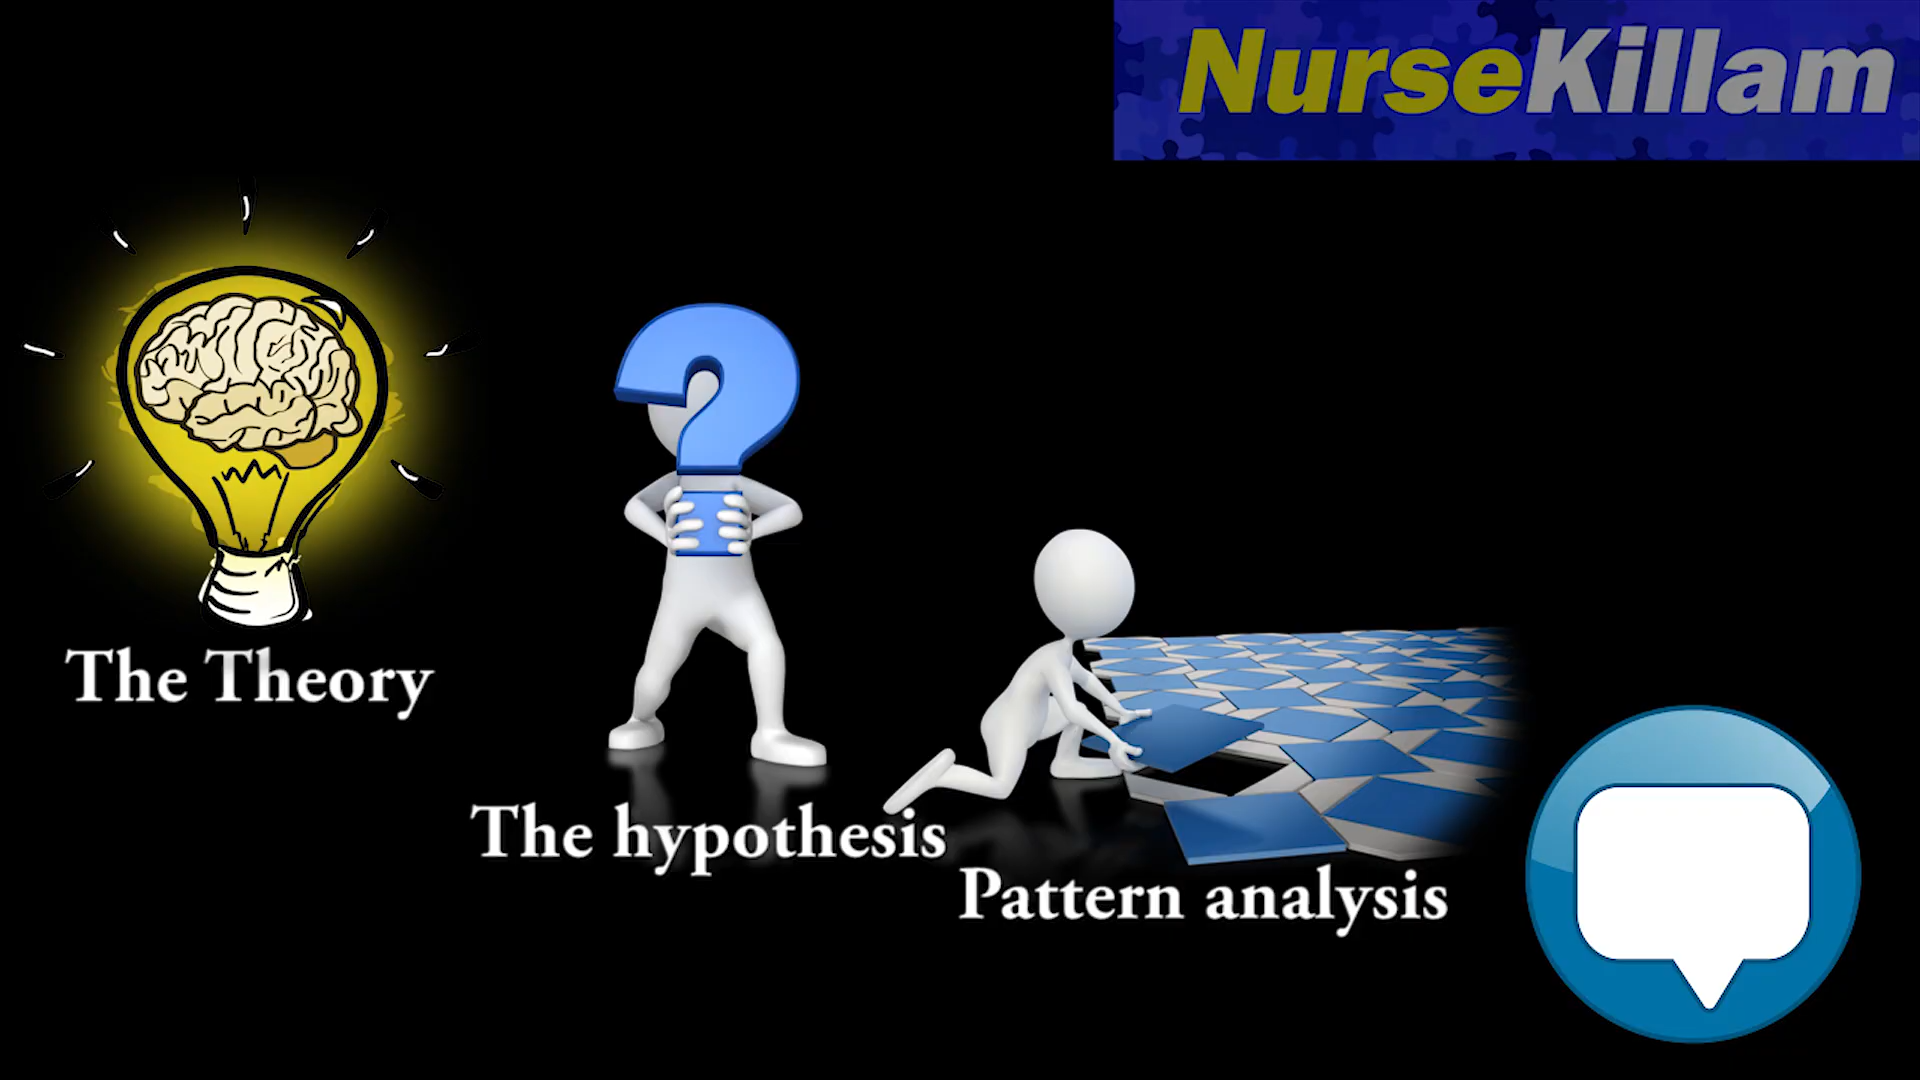 NurseKillam
The Theory
The hypothesis
Pattern analysis